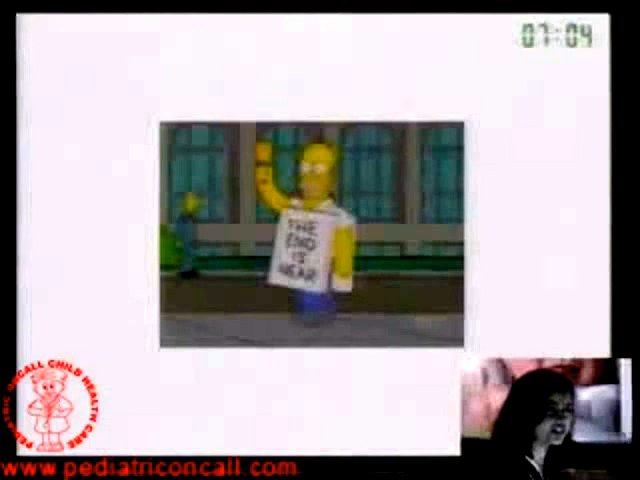 07:04
THE
END
IS
NEAR
PEDIATRIC ONCALL CHILD HEALTH CARE
www.pediatriconcall.com